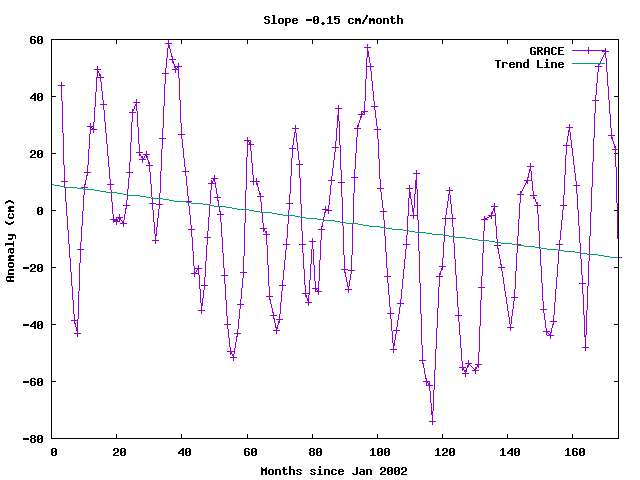 Slope -0.15 cm/month
GRACE
Trend Line
60
40
20
0
-20
-40
-60
-80
Anomaly (cm)
0 20 40 60 80 100 120 140 160
Months since Jan 2002